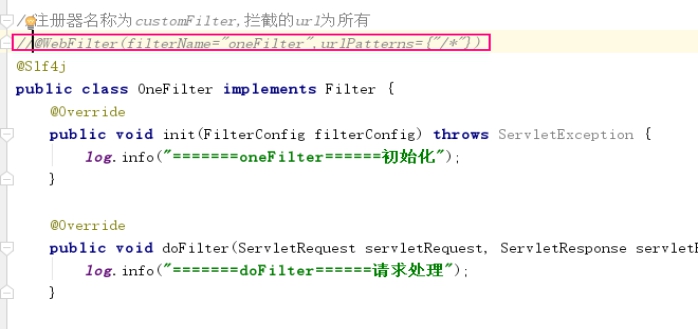 //注册器名称为customFilter,拦截的url为所有
//@WebFilter(filterName="oneFilter",urlPatterns={"/*"})
@Slf4j
public class OneFilter implements Filter {
@Override
public void init(FilterConfig filterConfig) throws ServletException {
log.info("=======oneFilter======初始化");
}
@Override
public void doFilter(ServletRequest servletRequest, ServletResponse servletR
log.info("=======doFilter======请求处理");
}